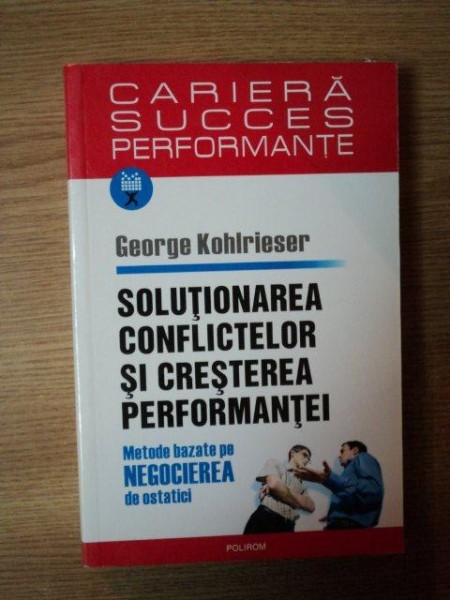 CARIERĂ
SUCCES
PERFORMANȚE
George Kohlrieser
SOLUȚIONAREA
CONFLICTELOR
ȘI CREȘTEREA
PERFORMANȚEI
Metode bazate pe
NEGOCIEREA
de ostatici
POLIROM